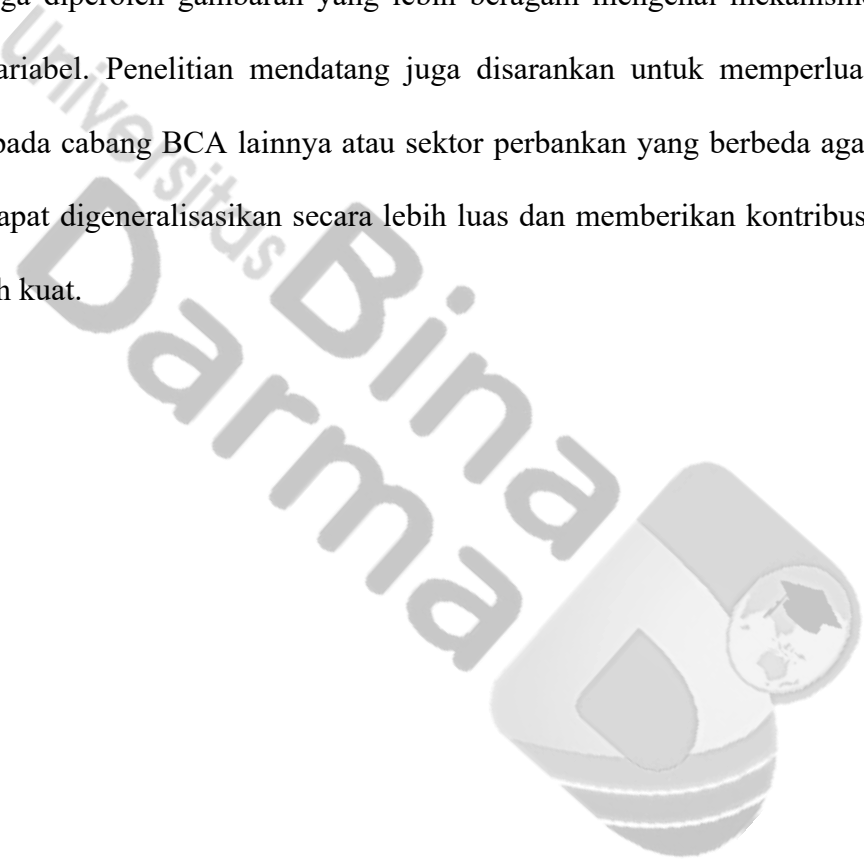 ga diperoleh gambaran yang lebih beragam mengenai mekanisme
ariabel. Penelitian mendatang juga disarankan untuk memperlua
pada cabang BCA lainnya atau sektor perbankan yang berbeda aga
apat digeneralisasikan secara lebih luas dan memberikan kontribus
h kuat.
Universitas
Bina
Darma